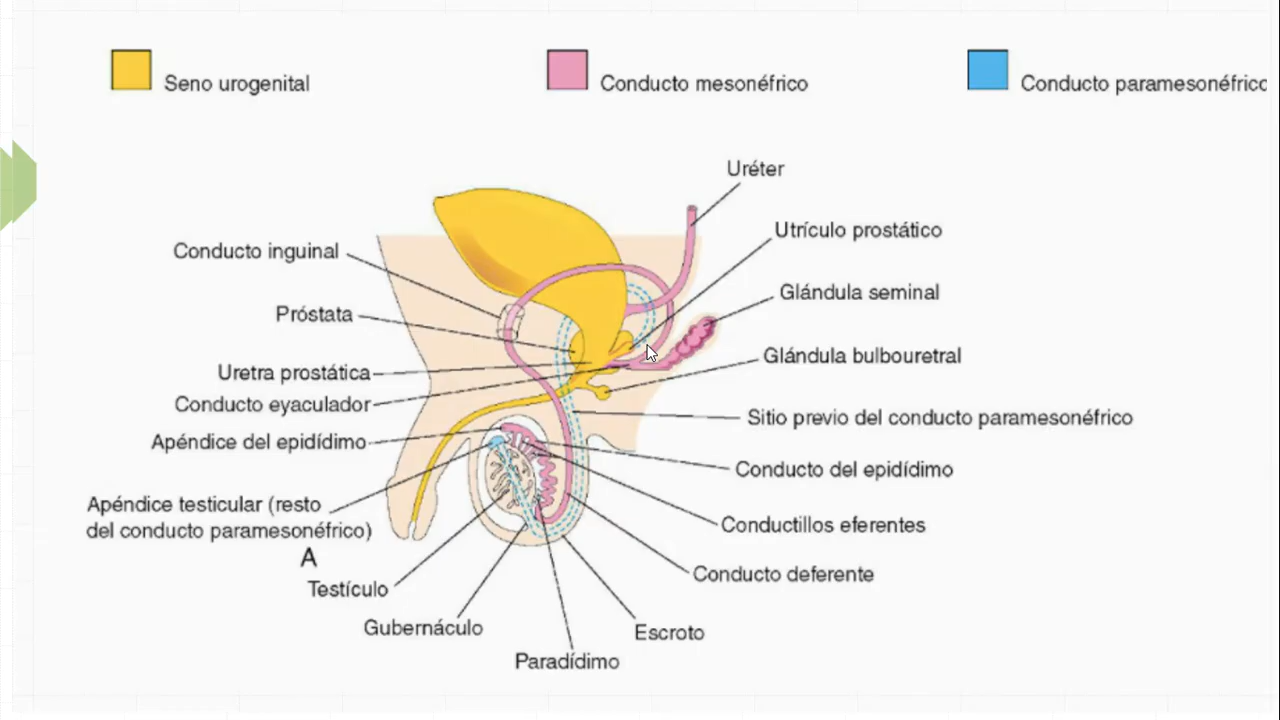 Seno urogenital
Conducto mesonéfrico
Conducto paramesonéfrico
Uréter
Utrículo prostático
Conducto inguinal
Glándula seminal
Próstata
Glándula bulbouretral
Uretra prostática
Conducto eyaculador
Sitio previo del conducto paramesonéfrico
Apéndice del epidídimo
Conducto del epidídimo
Apéndice testicular (resto
del conducto paramesonéfrico)
Conductillos eferentes
A
Conducto deferente
Testículo
Gubernáculo
Escroto
Paradídimo